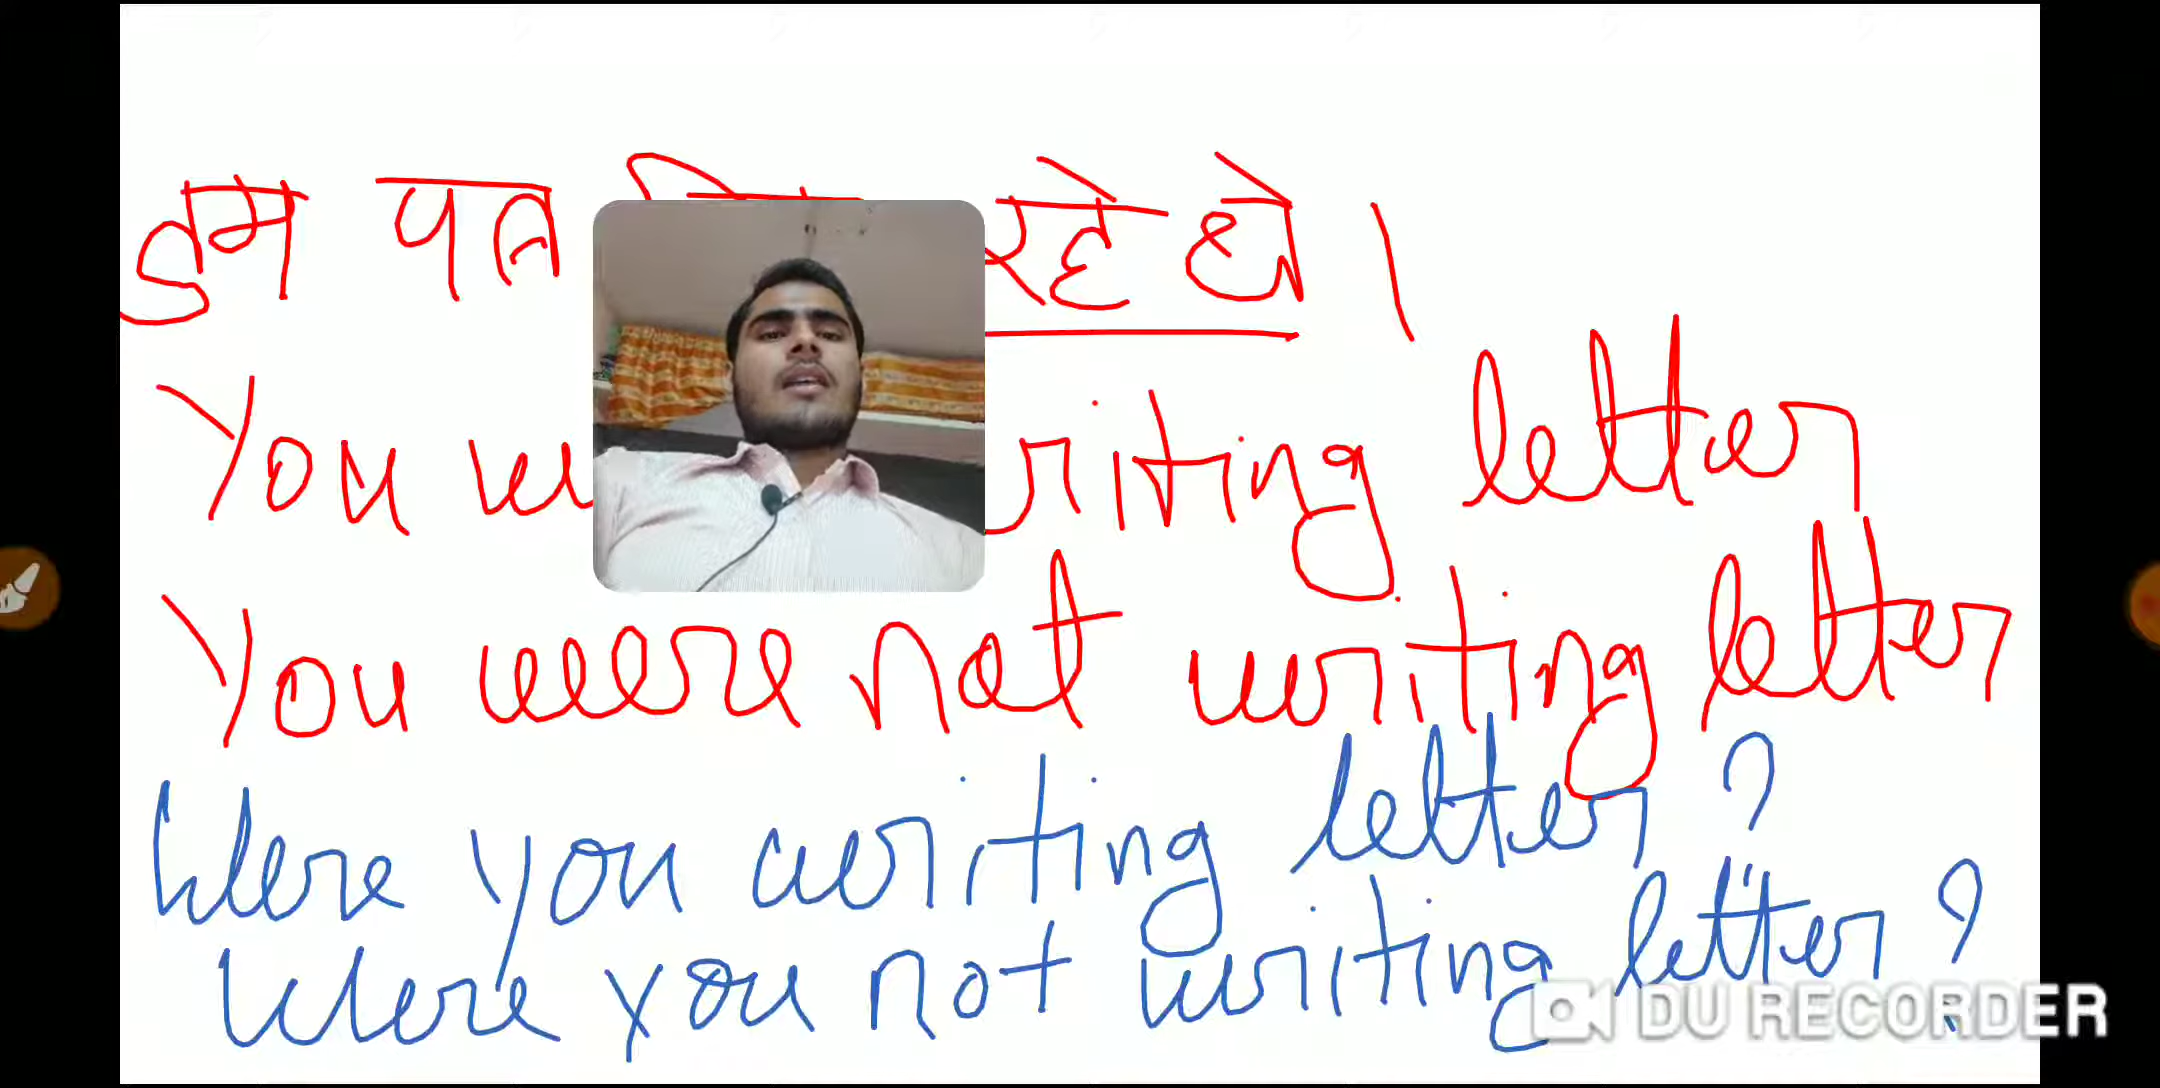 हम पत्र रहे थे ।
You writing letter
You were not writing letter
Were you writing letter ?
Were you not writing letter ?
DU RECORDER